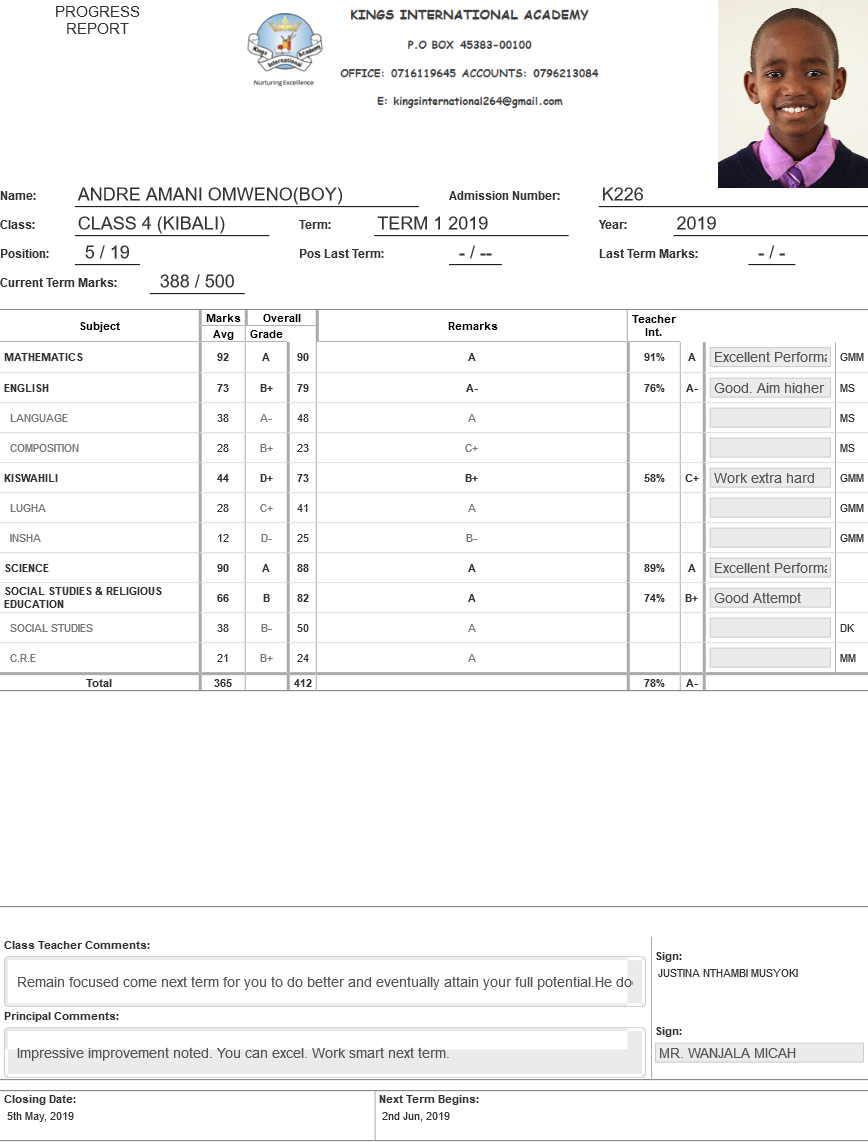 PROGRESS
REPORT
Kings Academy
International
Nurturing Excellence
KINGS INTERNATIONAL ACADEMY
P.O BOX 45383-00100
OFFICE: 0716119645 ACCOUNTS: 0796213084
E: kingsinternational264@gmail.com
Name: ANDRE AMANI OMWENO(BOY) Admission Number: K226
Class: CLASS 4 (KIBALI) Term: TERM 1 2019 Year: 2019
Position: 5 / 19 Pos Last Term: - / -- Last Term Marks: - / -
Current Term Marks: 388 / 500
Subject Marks Overall Remarks Teacher Int.
Avg Grade
MATHEMATICS 92 A 90 A 91% A Excellent Performa GMM
ENGLISH 73 B+ 79 A- 76% A- Good. Aim higher MS
LANGUAGE 38 A- 48 A MS
COMPOSITION 28 B+ 23 C+ MS
KISWAHILI 44 D+ 73 B+ 58% C+ Work extra hard GMM
LUGHA 28 C+ 41 A GMM
INSHA 12 D- 25 B- GMM
SCIENCE 90 A 88 A 89% A Excellent Performa
SOCIAL STUDIES & RELIGIOUS
EDUCATION 66 B 82 A 74% B+ Good Attempt
SOCIAL STUDIES 38 B- 50 A DK
C.R.E 21 B+ 24 A MM
Total 365 412 78% A-
Class Teacher Comments:
Remain focused come next term for you to do better and eventually attain your full potential.He do
Sign:
JUSTINA NTHAMBI MUSYOKI
Principal Comments:
Impressive improvement noted. You can excel. Work smart next term.
Sign:
MR. WANJALA MICAH
Closing Date: Next Term Begins:
5th May, 2019 2nd Jun, 2019